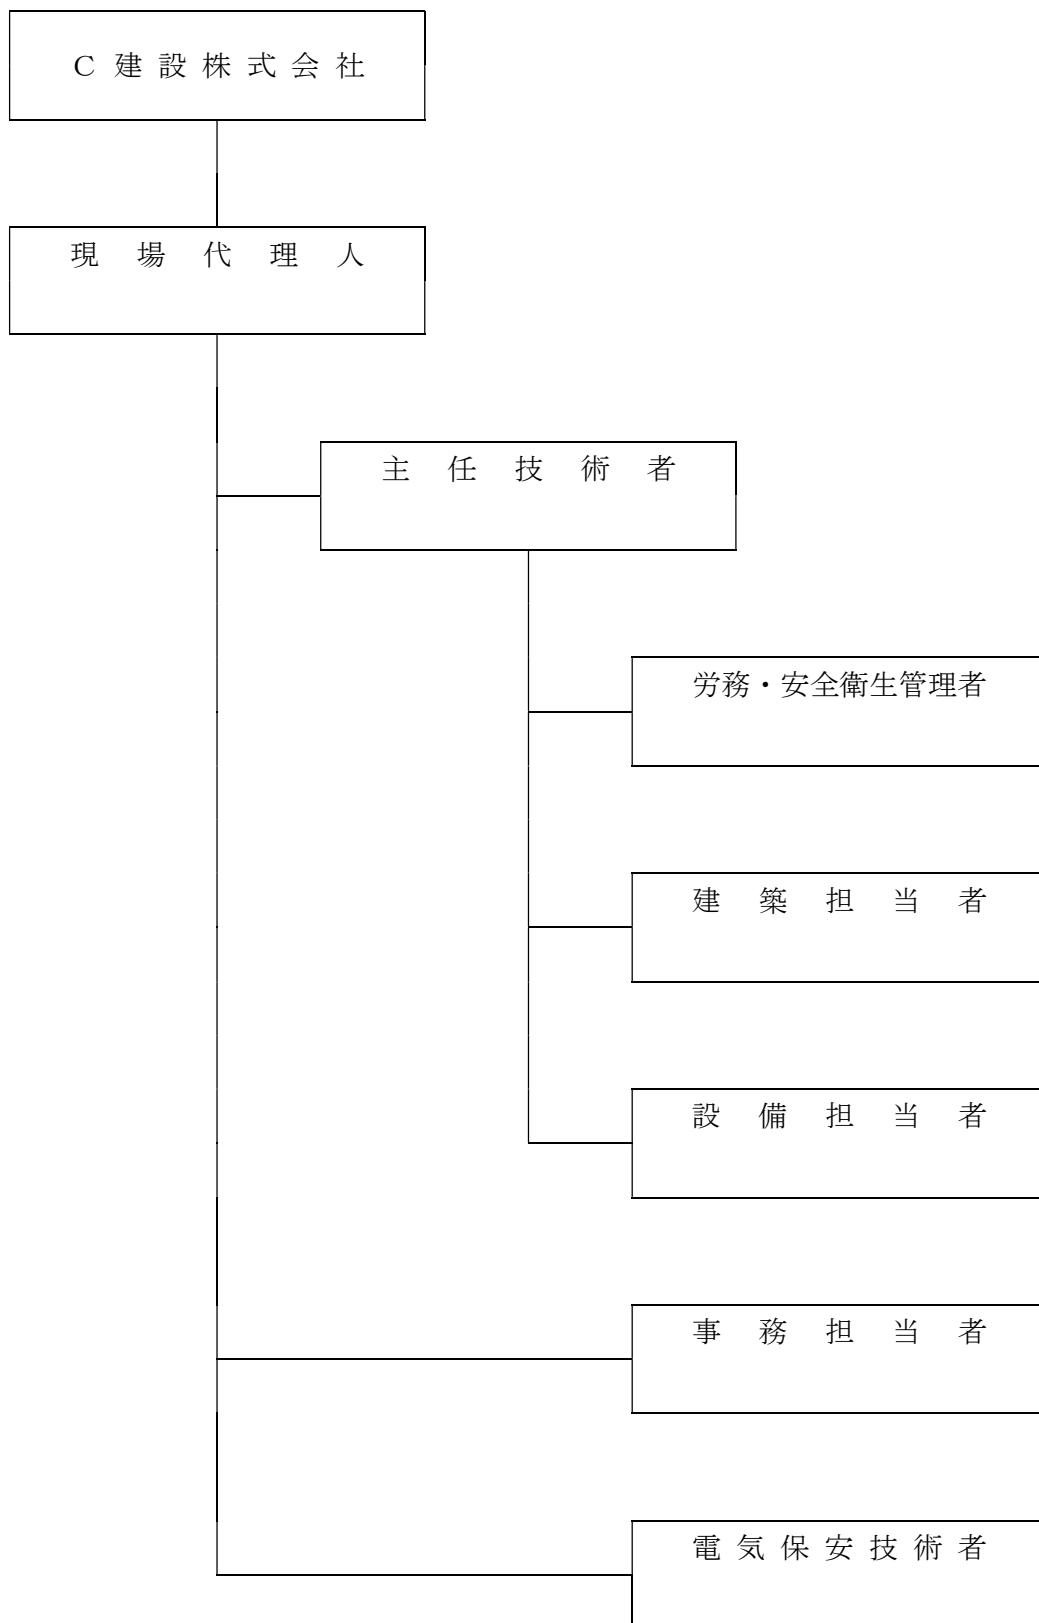 C建設株式会社
現場代理人
主任技術者
労務・安全衛生管理者
建築担当者
設備担当者
事務担当者
電気保安技術者